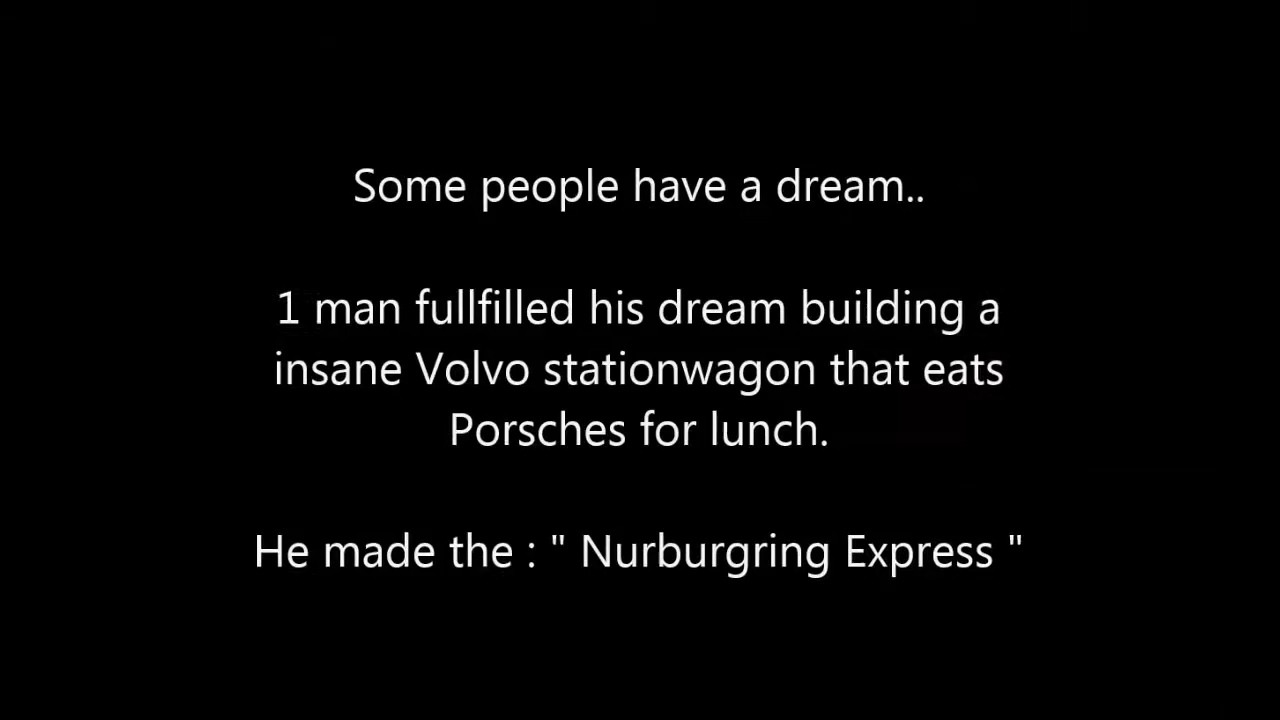 Some people have a dream..
1 man fullfilled his dream building a
insane Volvo stationwagon that eats
Porsches for lunch.
He made the : " Nurburgring Express "